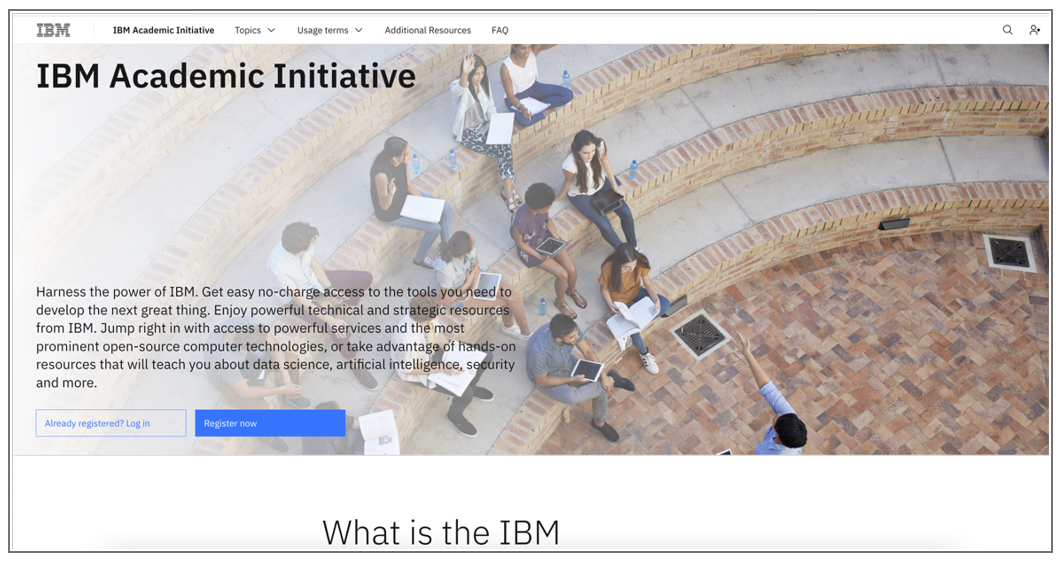 IBM
IBM Academic Initiative
Topics
Usage terms
Additional Resources
FAQ
IBM Academic Initiative
Harness the power of IBM. Get easy no-charge access to the tools you need to
develop the next great thing. Enjoy powerful technical and strategic resources
from IBM. Jump right in with access to powerful services and the most
prominent open-source computer technologies, or take advantage of hands-on
resources that will teach you about data science, artificial intelligence, security
and more.
Already registered? Log in
Register now
What is the IBM